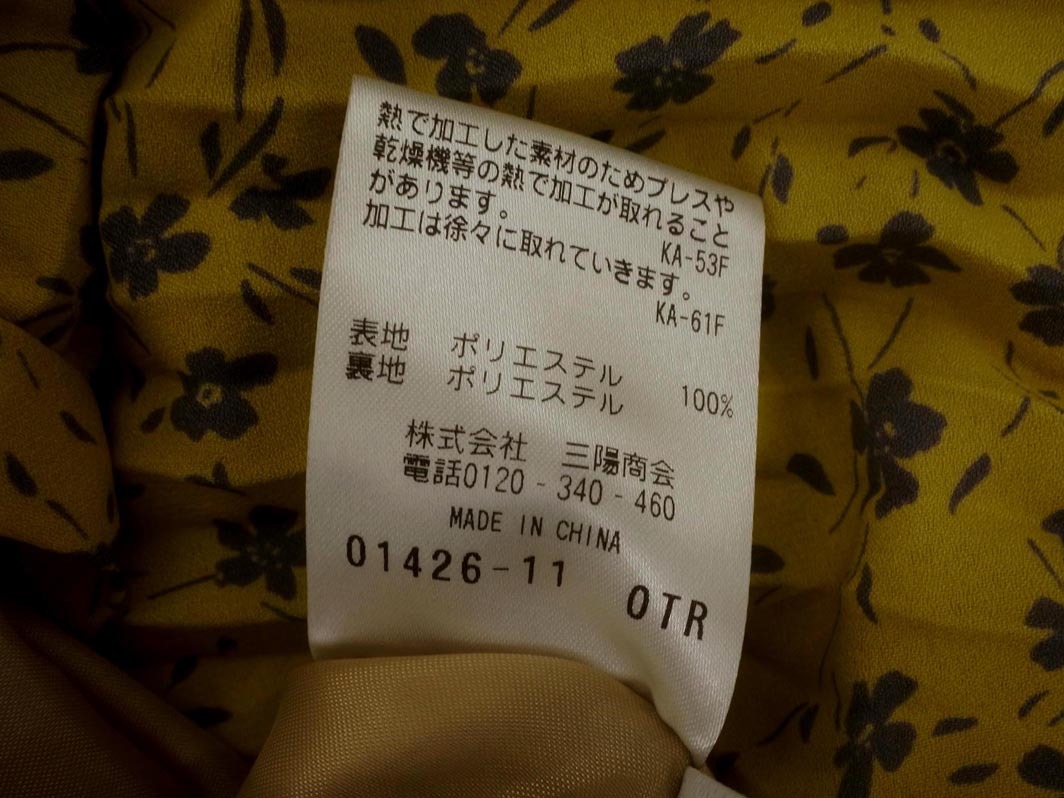 熱で加工した素材のためプレスや
乾燥機等の熱で加工が取れること
があります。
KA-53F
加工は徐々に取れていきます。
KA-61F
表地 ポリエステル
裏地 ポリエステル 100%
株式会社 三陽商会
電話0120-340-460
MADE IN CHINA
01426-11 0TR